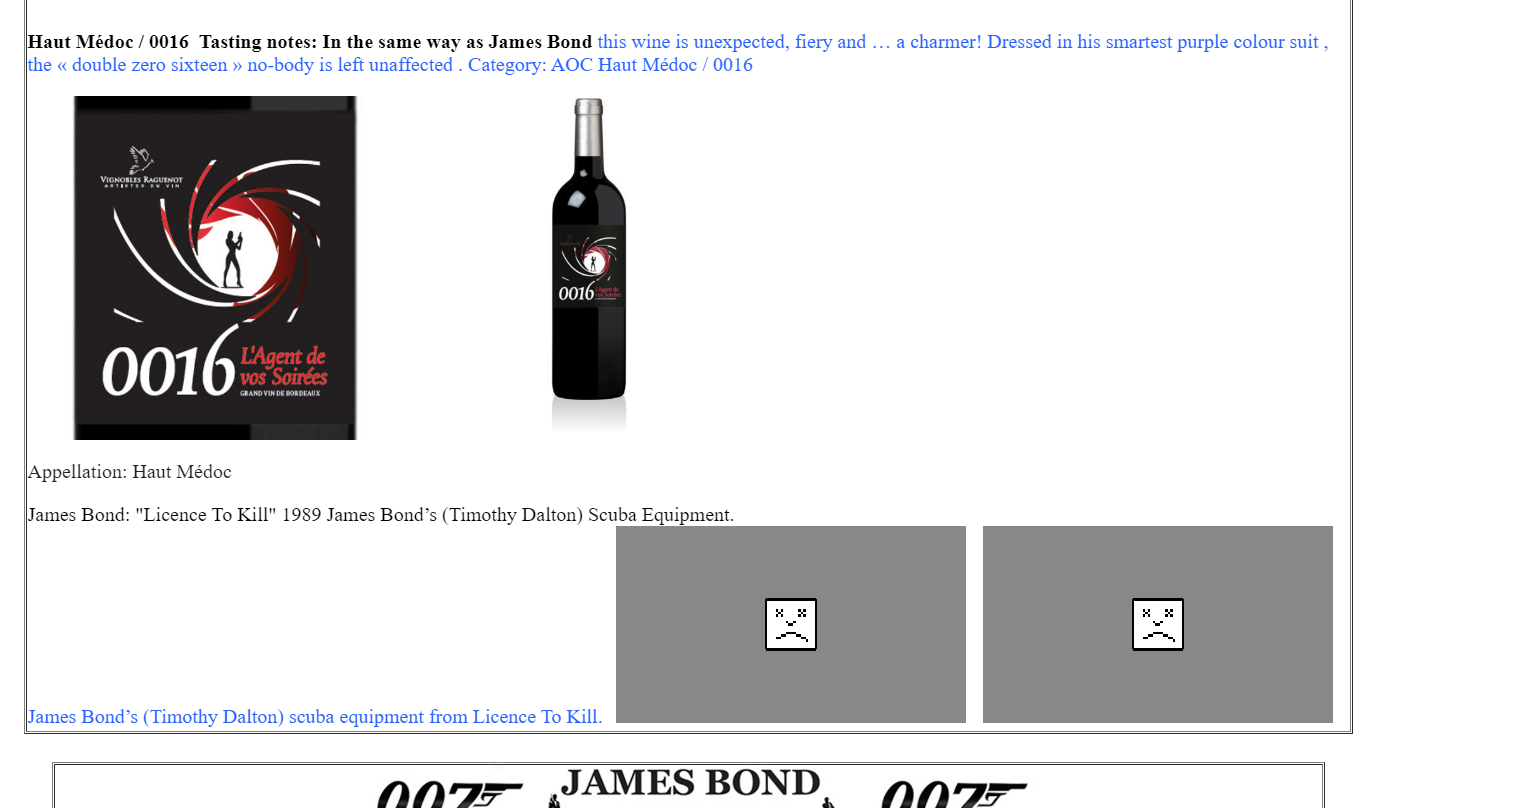 Haut Médoc / 0016  Tasting notes: In the same way as James Bond this wine is unexpected, fiery and … a charmer! Dressed in his smartest purple colour suit ,
the « double zero sixteen » no-body is left unaffected . Category: AOC Haut Médoc / 0016
VIGNOBLES RAGUENOT
ARTISTES DU VIN
0016 L'Agent de
vos Soirées
GRAND VIN DE BORDEAUX
0016 L'Agent de
vos Soirées
Appellation: Haut Médoc
James Bond: "Licence To Kill" 1989 James Bond’s (Timothy Dalton) Scuba Equipment.
James Bond’s (Timothy Dalton) scuba equipment from Licence To Kill.
007 JAMES BOND 007